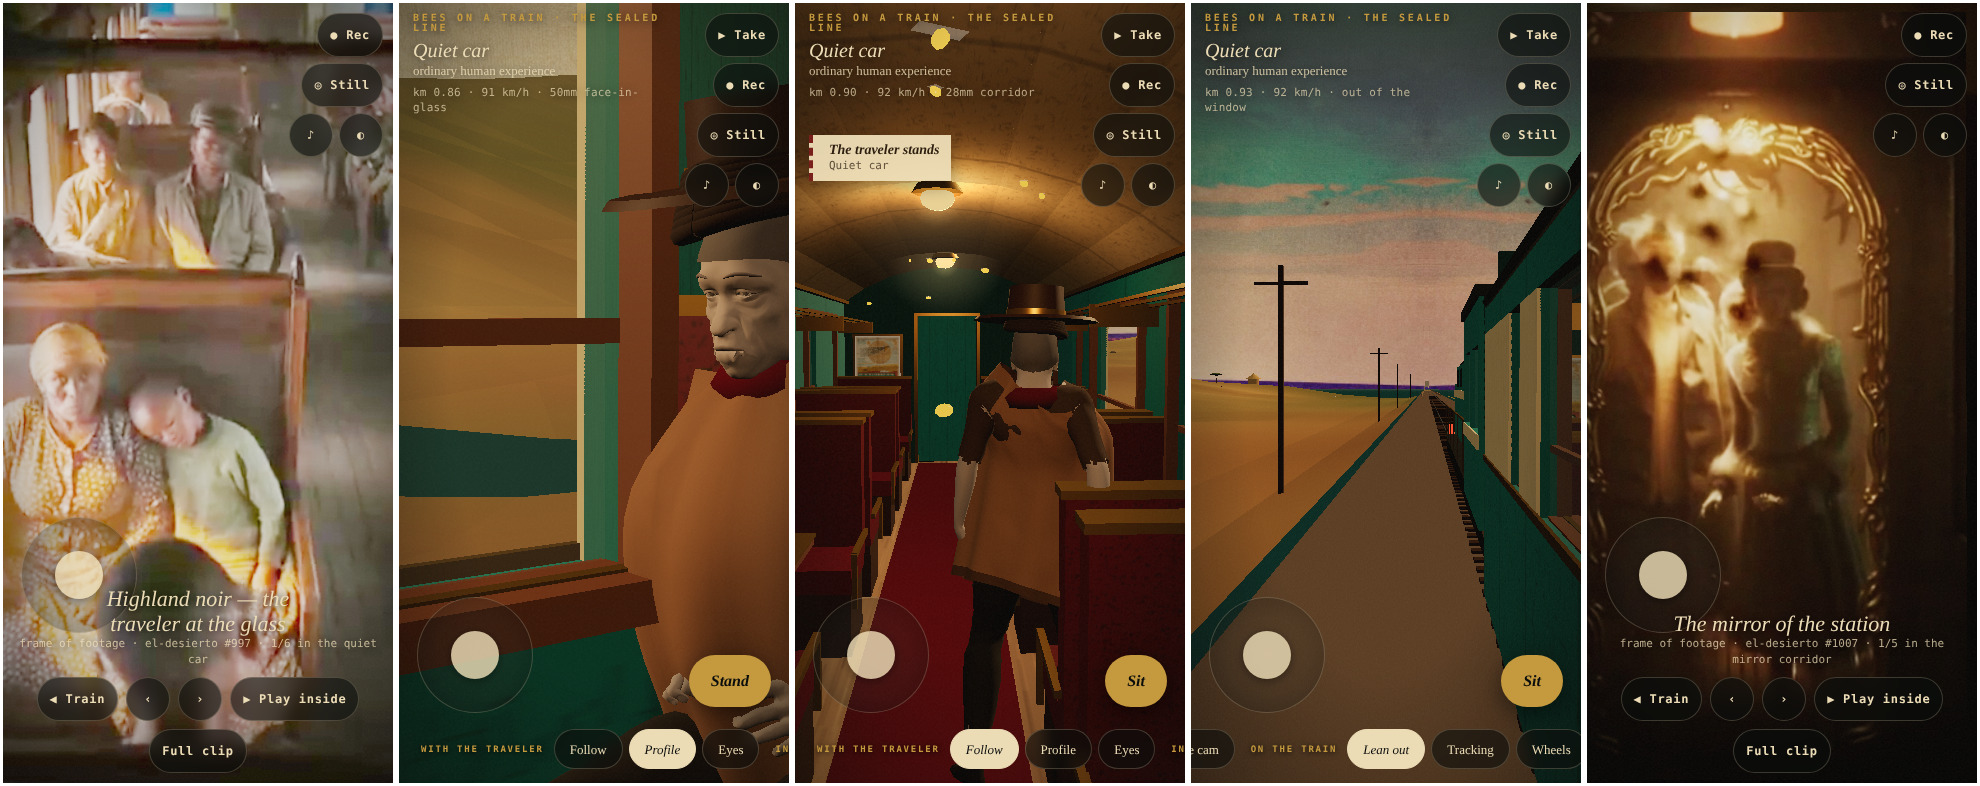 ● Rec
◎ Still
♪
◐
Highland noir — the
traveler at the glass
frame of footage · el-desierto #997 · 1/6 in the quiet
car
◀ Train
‹
›
▶ Play inside
Full clip
BEES ON A TRAIN · THE SEALED
LINE
Quiet car
ordinary human experience
km 0.86 · 91 km/h · 50mm face-in-
glass
▶ Take
● Rec
◎ Still
♪
◐
Stand
WITH THE TRAVELER
Follow
Profile
Eyes
IN
BEES ON A TRAIN · THE SEALED
LINE
Quiet car
ordinary human experience
km 0.90 · 92 km/h · 28mm corridor
▶ Take
● Rec
◎ Still
♪
◐
The traveler stands
Quiet car
Sit
WITH THE TRAVELER
Follow
Profile
Eyes
IN
BEES ON A TRAIN · THE SEALED
LINE
Quiet car
ordinary human experience
km 0.93 · 92 km/h · out of the
window
▶ Take
● Rec
◎ Still
♪
◐
Sit
e cam
ON THE TRAIN
Lean out
Tracking
Wheels
● Rec
◎ Still
♪
◐
The mirror of the station
frame of footage · el-desierto #1007 · 1/5 in the
mirror corridor
◀ Train
‹
›
▶ Play inside
Full clip